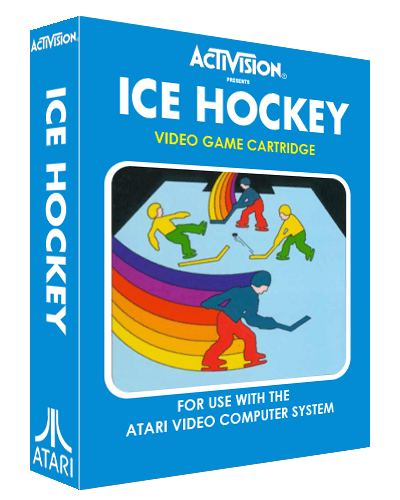 ACTIVISION
ICE HOCKEY
ATARI
ACTIVISION®
PRESENTS
ICE HOCKEY
VIDEO GAME CARTRIDGE
FOR USE WITH THE
ATARI VIDEO COMPUTER SYSTEM